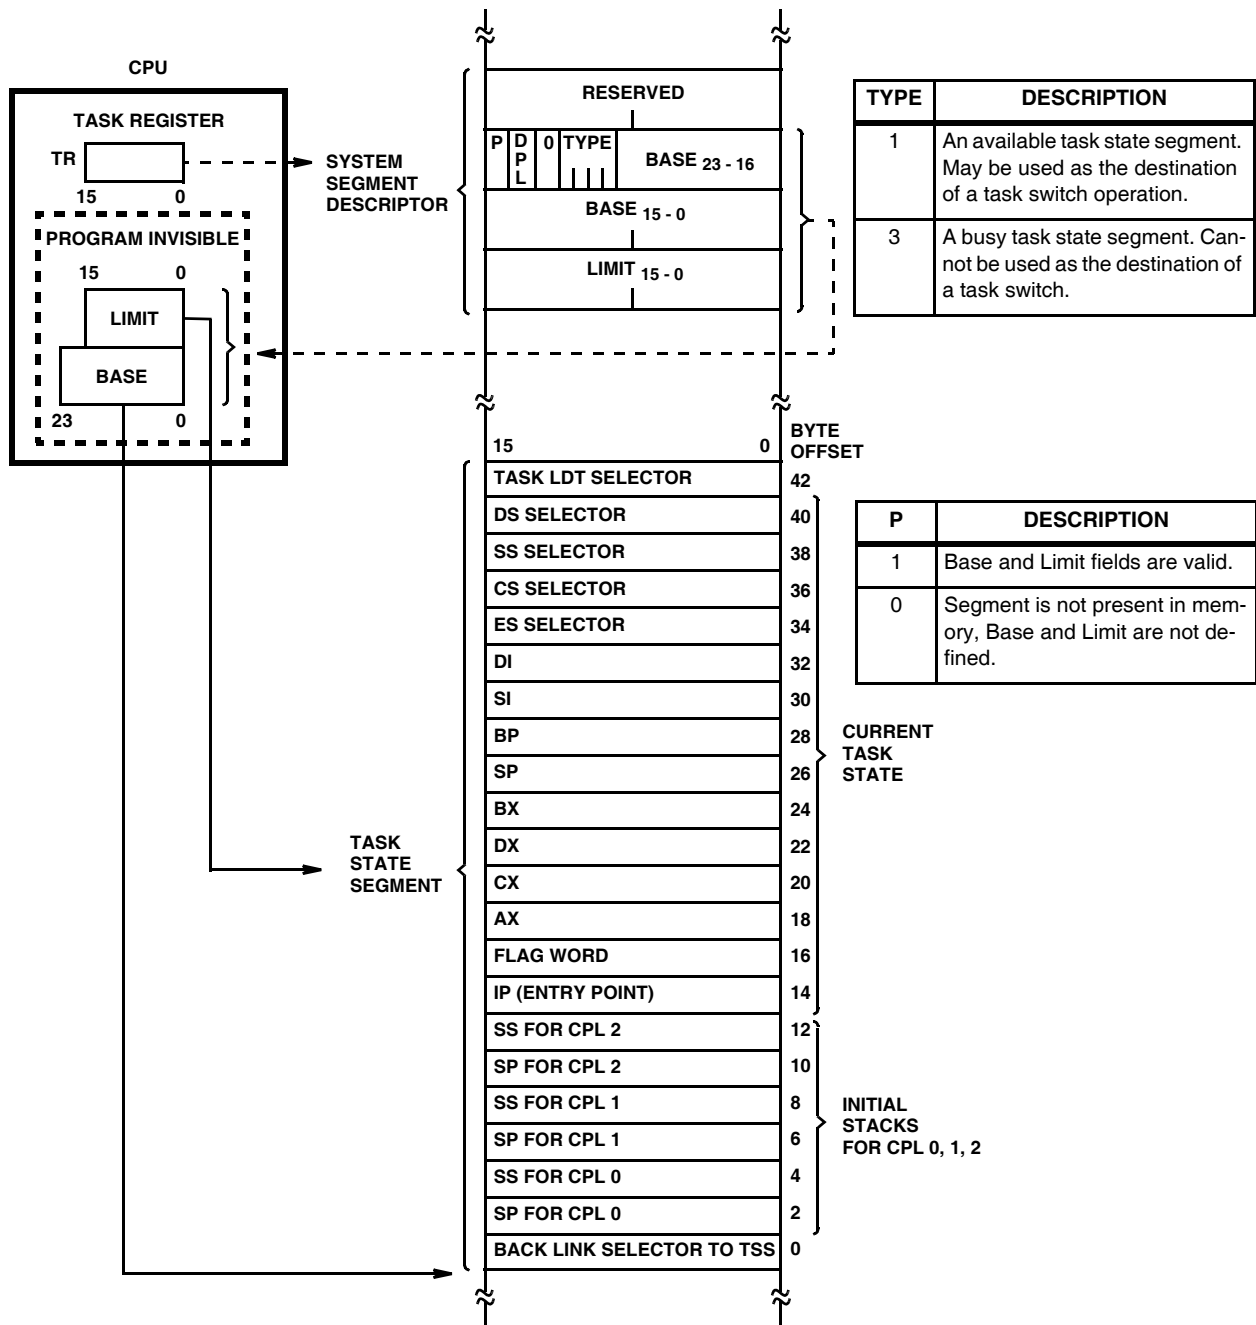 CPU
TASK REGISTER
TR
15 0
PROGRAM INVISIBLE
15 0
LIMIT
BASE
23 0
SYSTEM
SEGMENT
DESCRIPTOR
RESERVED
P DPL 0 TYPE BASE 23 - 16
BASE 15 - 0
LIMIT 15 - 0
TYPE DESCRIPTION
1 An available task state segment.
May be used as the destination
of a task switch operation.
3 A busy task state segment. Can-
not be used as the destination of
a task switch.
15 0
BYTE
OFFSET
TASK LDT SELECTOR 42
DS SELECTOR 40
SS SELECTOR 38
CS SELECTOR 36
ES SELECTOR 34
DI 32
SI 30
BP 28
SP 26
BX 24
DX 22
CX 20
AX 18
FLAG WORD 16
IP (ENTRY POINT) 14
SS FOR CPL 2 12
SP FOR CPL 2 10
SS FOR CPL 1 8
SP FOR CPL 1 6
SS FOR CPL 0 4
SP FOR CPL 0 2
BACK LINK SELECTOR TO TSS 0
P DESCRIPTION
1 Base and Limit fields are valid.
0 Segment is not present in mem-
ory, Base and Limit are not de-
fined.
CURRENT
TASK
STATE
TASK
STATE
SEGMENT
INITIAL
STACKS
FOR CPL 0, 1, 2